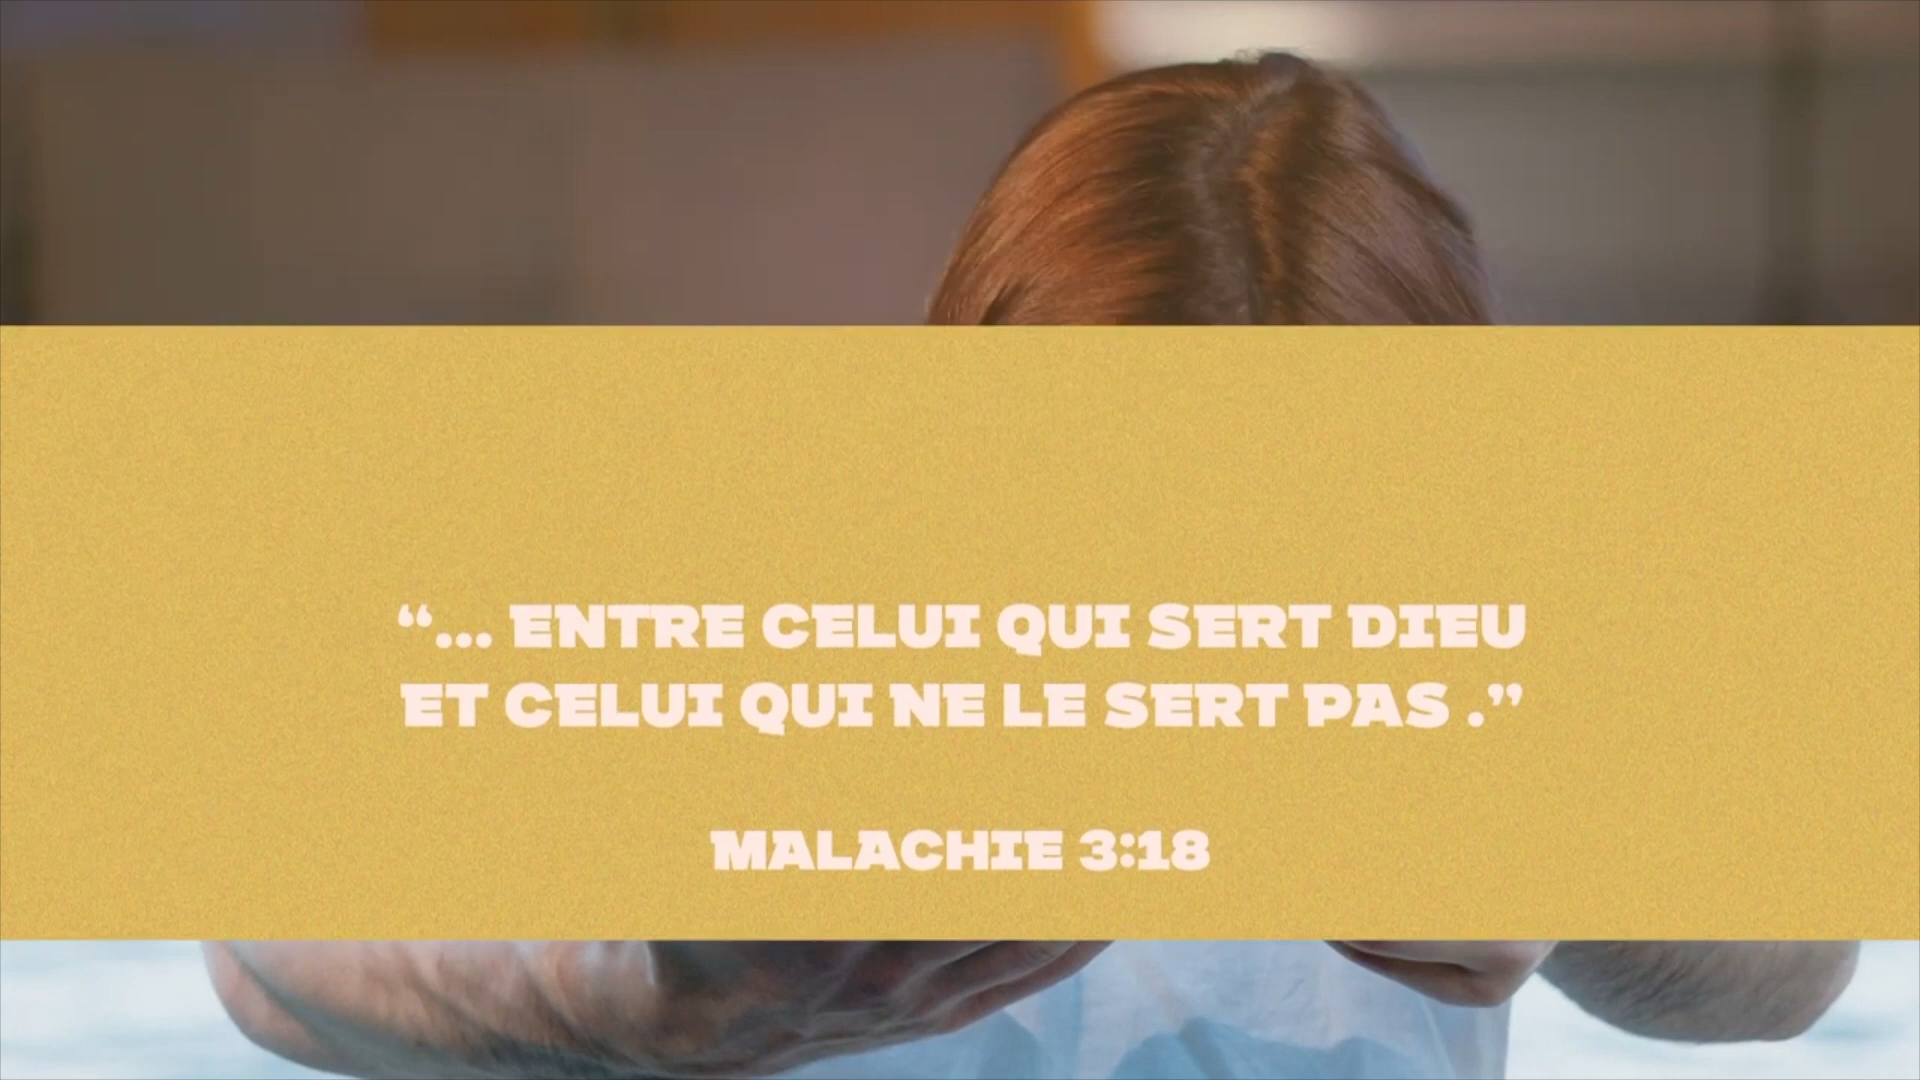 “... ENTRE CELUI QUI SERT DIEU
ET CELUI QUI NE LE SERT PAS .”
MALACHIE 3:18